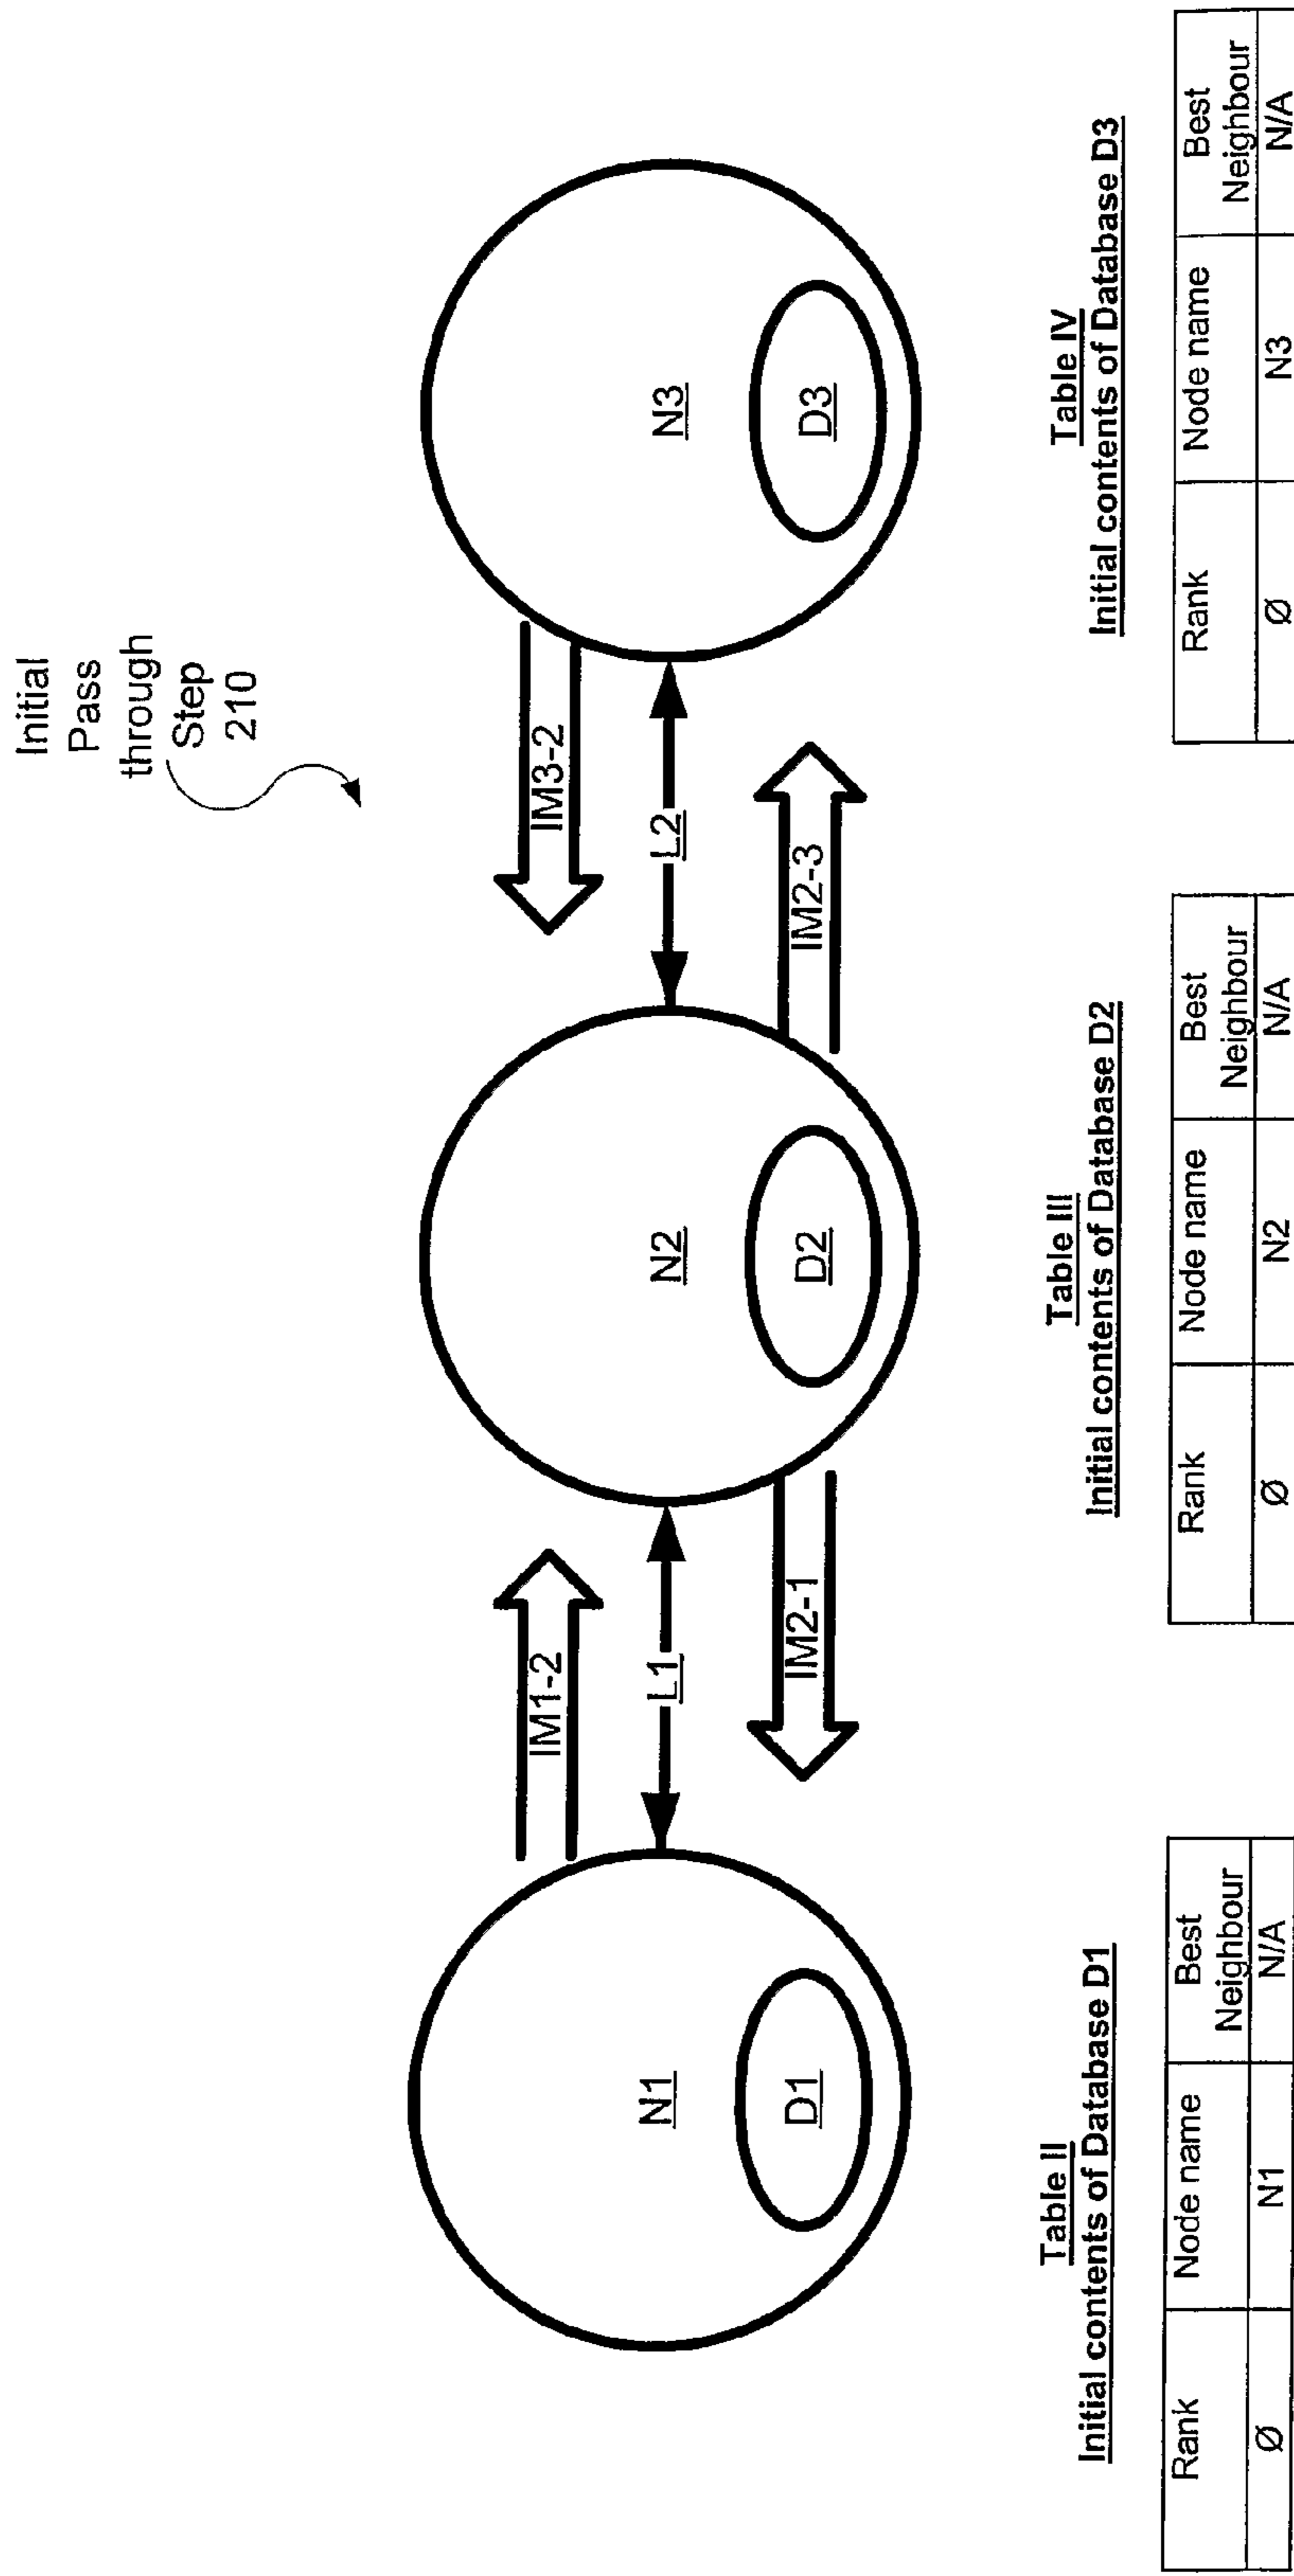 Initial
Pass
through
Step
210
IM1-2
IM3-2
N1
L1
N2
L2
N3
D1
IM2-1
D2
IM2-3
D3
Table II
Initial contents of Database D1
Rank Node name Best Neighbour
Ø N1 N/A
Table III
Initial contents of Database D2
Rank Node name Best Neighbour
Ø N2 N/A
Table IV
Initial contents of Database D3
Rank Node name Best Neighbour
Ø N3 N/A